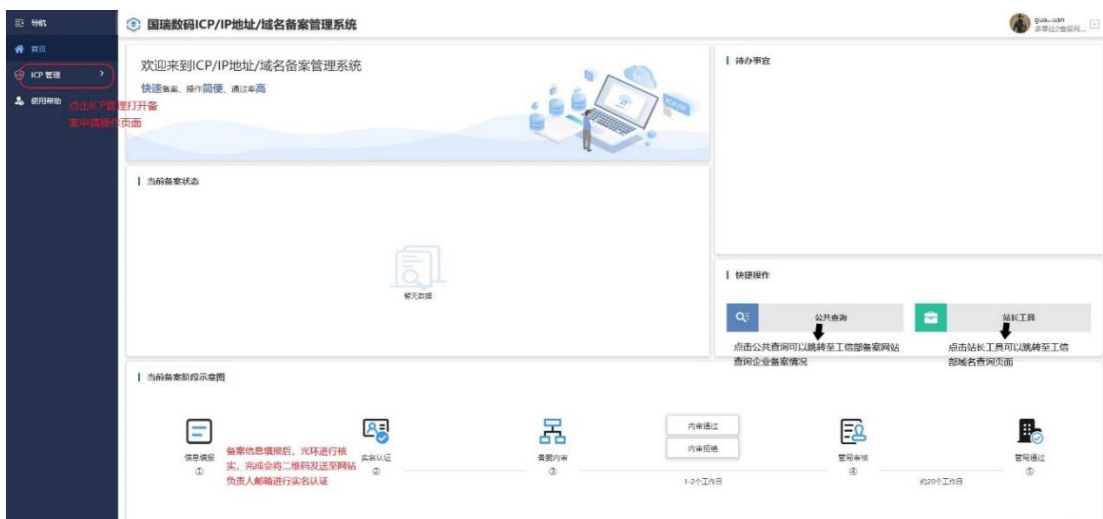 导航
国瑞数码ICP/IP地址/域名备案管理系统
多单位2省级网...
首页
ICP 管理
使用帮助
点击ICP管理打开备
案申请操作页面
欢迎来到ICP/IP地址/域名备案管理系统
快速备案、操作简便、通过率高
待办事宜
当前备案状态
暂无数据
快捷操作
公共查询
站长工具
点击公共查询可以跳转至工信部备案网站
查询企业备案情况
点击站长工具可以跳转至工信
部域名查询页面
当前备案阶段示意图
信息填报
①
备案信息填报后，光环进行核
实，完成会将二维码发送至网站
负责人邮箱进行实名认证
实名认证
②
备案内审
③
内审通过
内审拒绝
1-2个工作日
管局审核
④
约20个工作日
管局通过
⑤